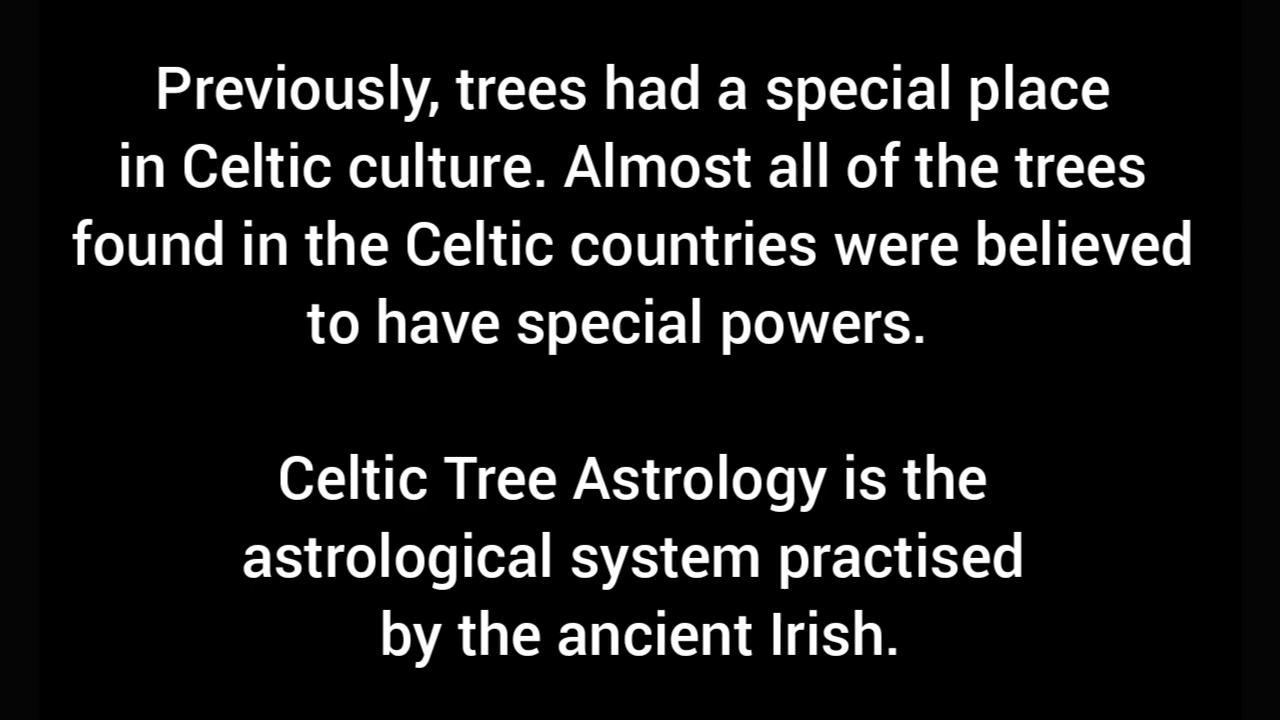 Previously, trees had a special place
in Celtic culture. Almost all of the trees
found in the Celtic countries were believed
to have special powers.
Celtic Tree Astrology is the
astrological system practised
by the ancient Irish.